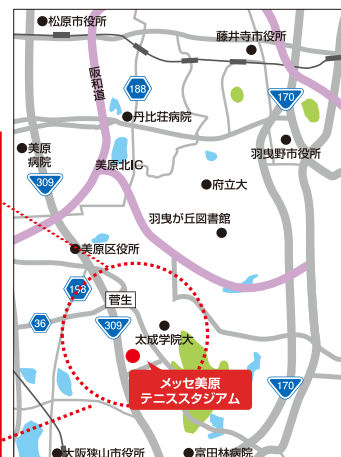 松原市役所
藤井寺市役所
阪和道
188
170
丹比荘病院
美原
病院
羽曳野市役所
美原北IC
309
府立大
羽曳が丘図書館
美原区役所
198
菅生
36
309
太成学院大
メッセ美原
テニススタジアム
170
大阪狭山市役所
富田林病院